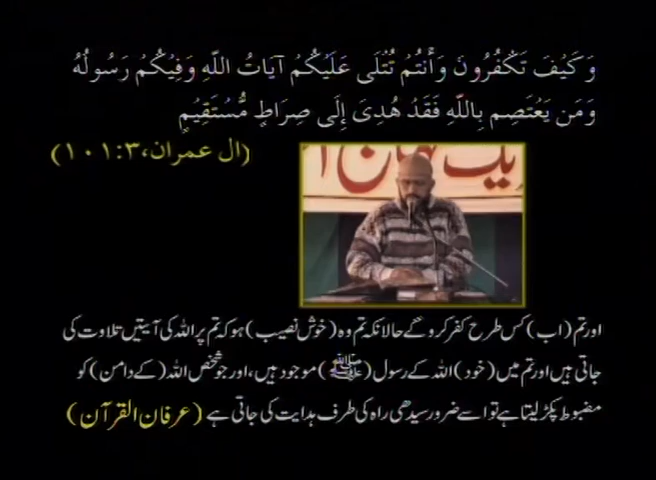 وَكَيْفَ تَكْفُرُونَ وَأَنتُمْ تُتْلَى عَلَيْكُمْ آيَاتُ اللّهِ وَفِيكُمْ رَسُولُهُ
وَمَن يَعْتَصِم بِاللّهِ فَقَدْ هُدِيَ إِلَى صِرَاطٍ مُّسْتَقِيمٍ
(ال عمران، ۳:۱۰۱)
اور تم (اب) کس طرح کفر کرو گے حالانکہ تم وہ (خوش نصیب) ہو کہ تم پر اللہ کی آیتیں تلاوت کی
جاتی ہیں اور تم میں (خود) اللہ کے رسول (ﷺ) موجود ہیں، اور جو شخص اللہ (کے دامن) کو
مضبوط پکڑ لیتا ہے تو اسے ضرور سیدھی راہ کی طرف ہدایت کی جاتی ہے (عرفان القرآن)